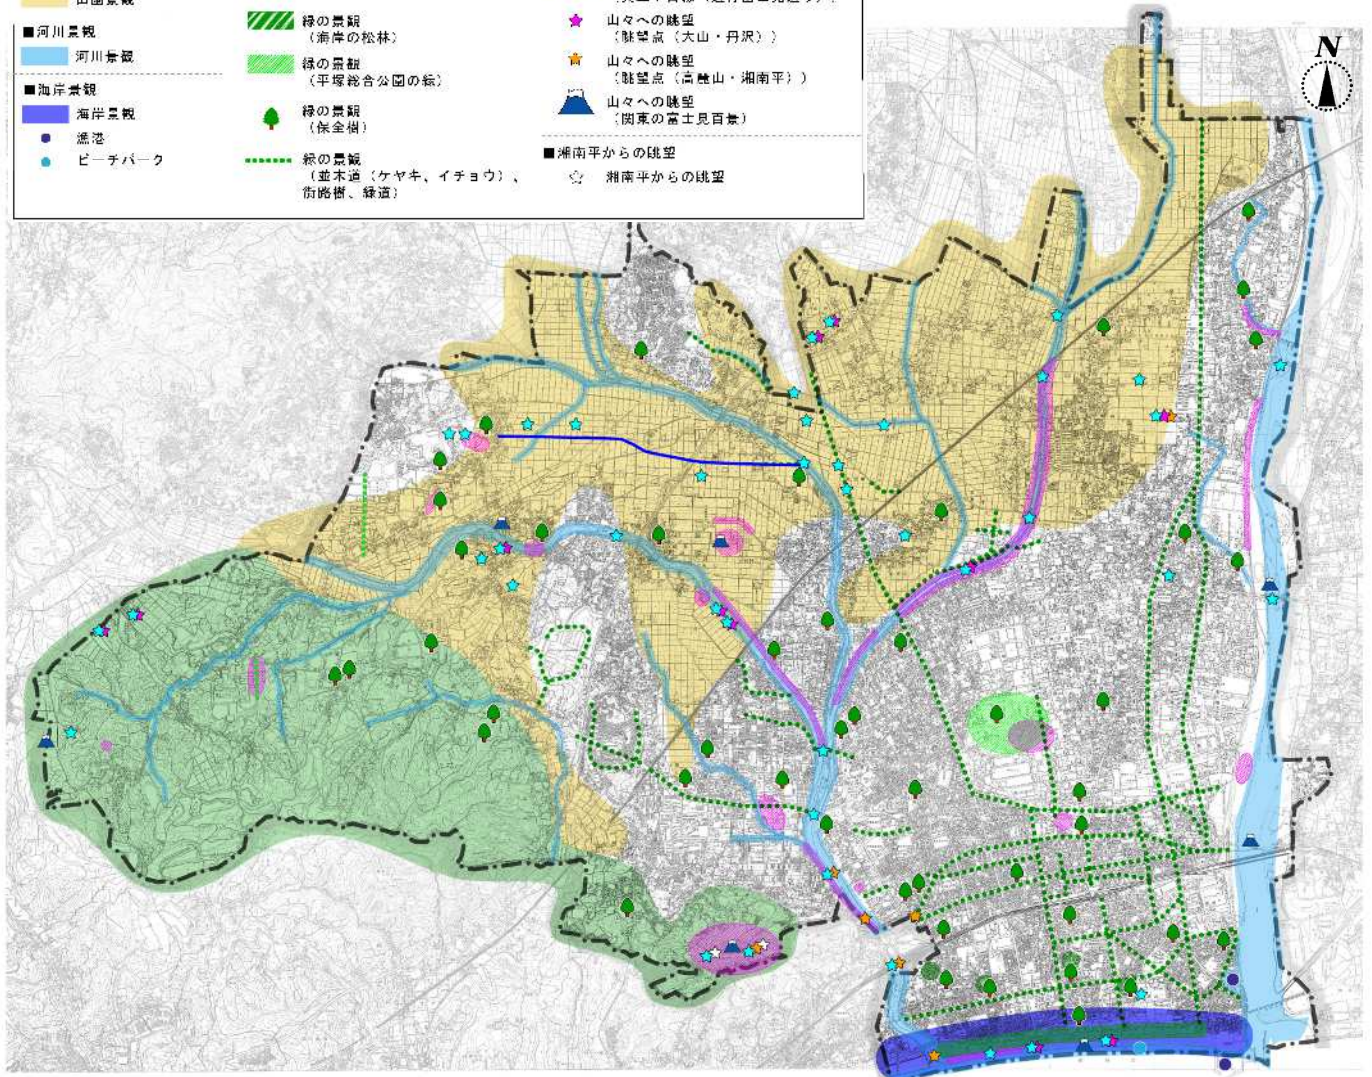 田園景観
■河川景観
河川景観
■海岸景観
海岸景観
漁港
ビーチパーク
緑の景観
（海岸の松林）
緑の景観
（平塚総合公園の緑）
緑の景観
（保全樹）
緑の景観
（並木道（ケヤキ、イチョウ）、
街路樹、緑道）
山々への眺望
（眺望点（大山・丹沢））
山々への眺望
（眺望点（高麗山・湘南平））
山々への眺望
（関東の富士見百景）
■湘南平からの眺望
湘南平からの眺望
N